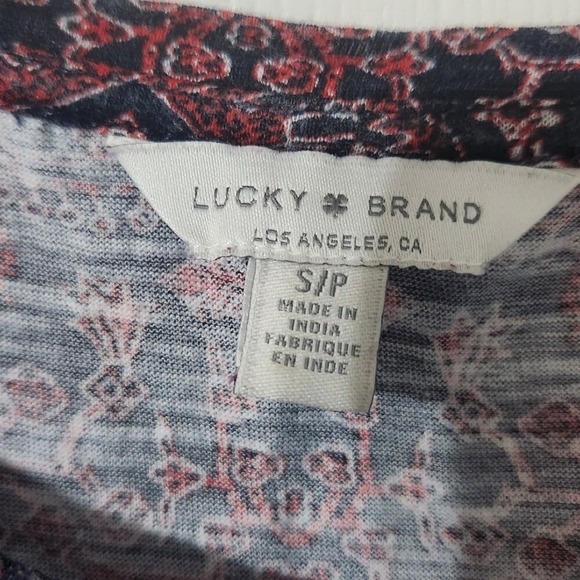 LUCKY BRAND
LOS ANGELES, CA
S/P
MADE IN
INDIA
FABRIQUE
EN INDE